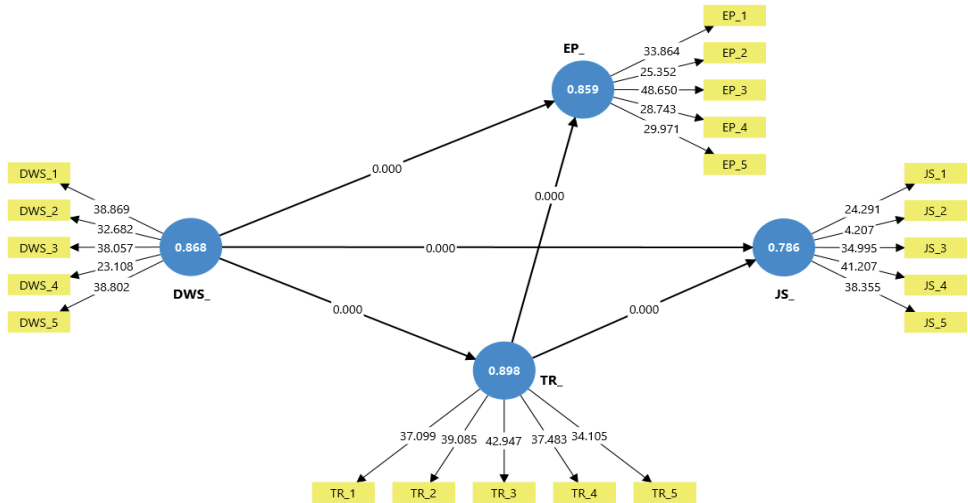 EP_1
EP_
33.864
EP_2
25.352
0.859
48.650
EP_3
28.743
EP_4
29.971
EP_5
0.000
0.000
DWS_1
38.869
DWS_2
32.682
DWS_3
38.057
0.868
DWS_4
23.108
DWS_5
38.802
DWS_
0.000
0.000
0.000
JS_1
24.291
JS_2
4.207
0.786
34.995
JS_3
41.207
JS_4
38.355
JS_5
JS_
0.898
TR_
37.099
39.085
42.947
37.483
34.105
TR_1
TR_2
TR_3
TR_4
TR_5